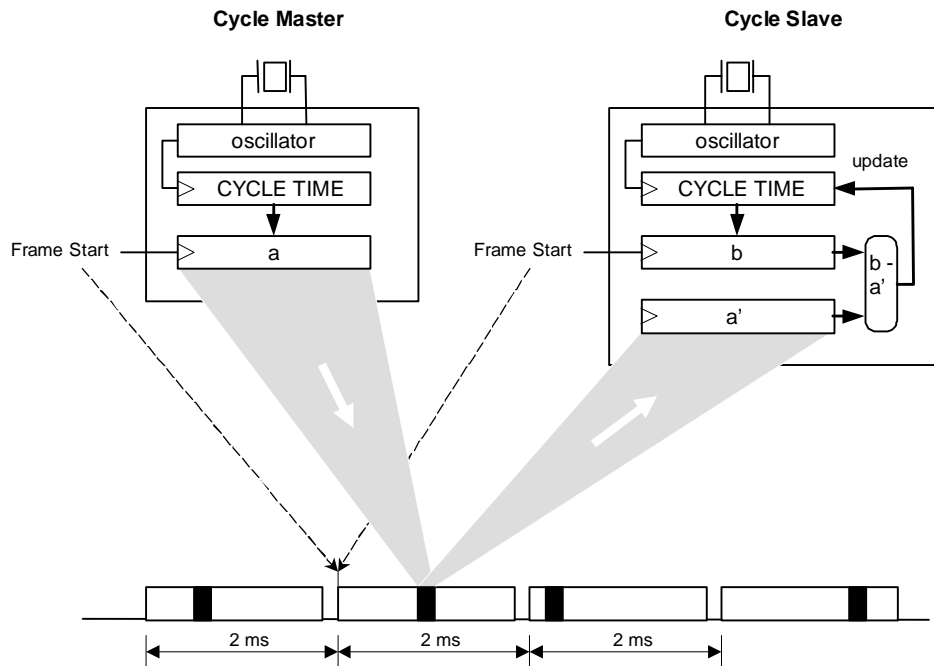 Cycle Master
Cycle Slave
oscillator
CYCLE TIME
a
Frame Start
oscillator
update
CYCLE TIME
Frame Start
b
b -
a’
a’
2 ms
2 ms
2 ms